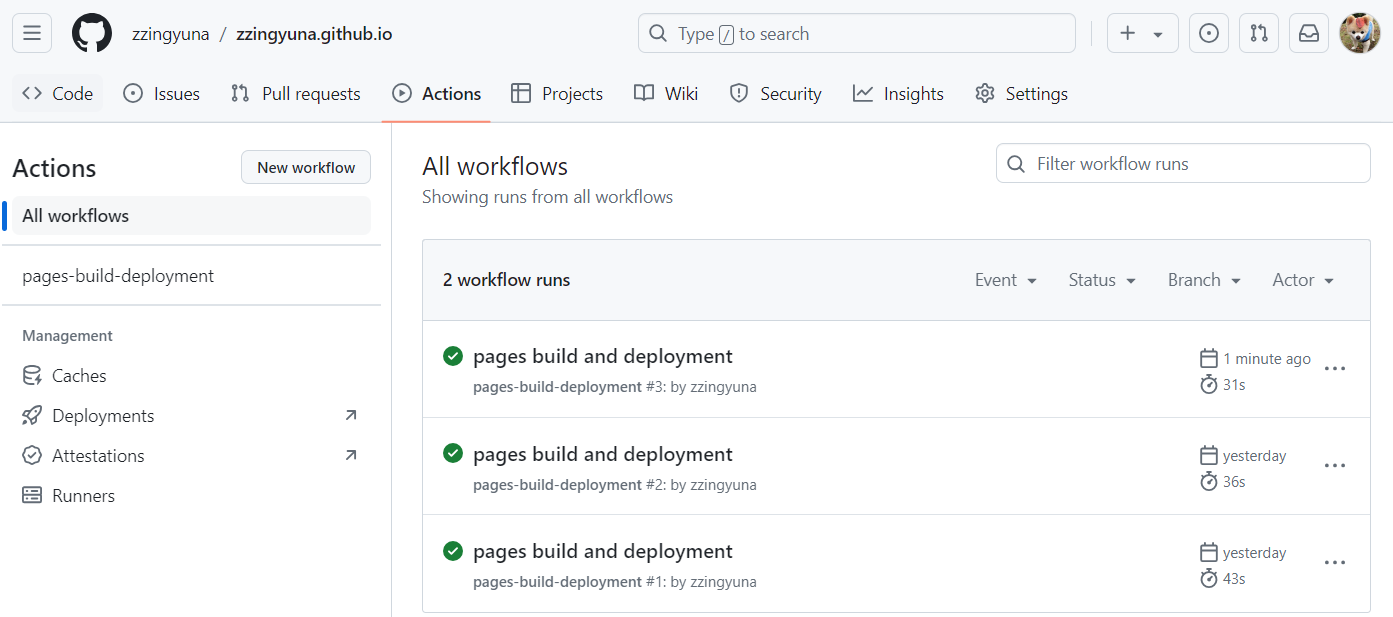 zzingyuna / zzingyuna.github.io
Type / to search
Code Issues Pull requests Actions Projects Wiki Security Insights Settings
Actions
New workflow
All workflows
pages-build-deployment
Management
Caches
Deployments
Attestations
Runners
All workflows
Showing runs from all workflows
Filter workflow runs
2 workflow runs
Event Status Branch Actor
pages build and deployment
pages-build-deployment #3: by zzingyuna
1 minute ago
31s
pages build and deployment
pages-build-deployment #2: by zzingyuna
yesterday
36s
pages build and deployment
pages-build-deployment #1: by zzingyuna
yesterday
43s